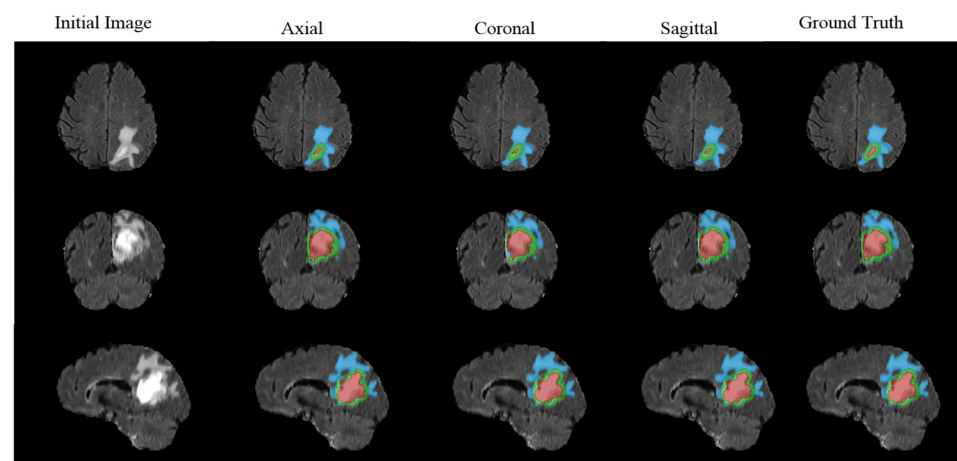 Initial Image
Axial
Coronal
Sagittal
Ground Truth